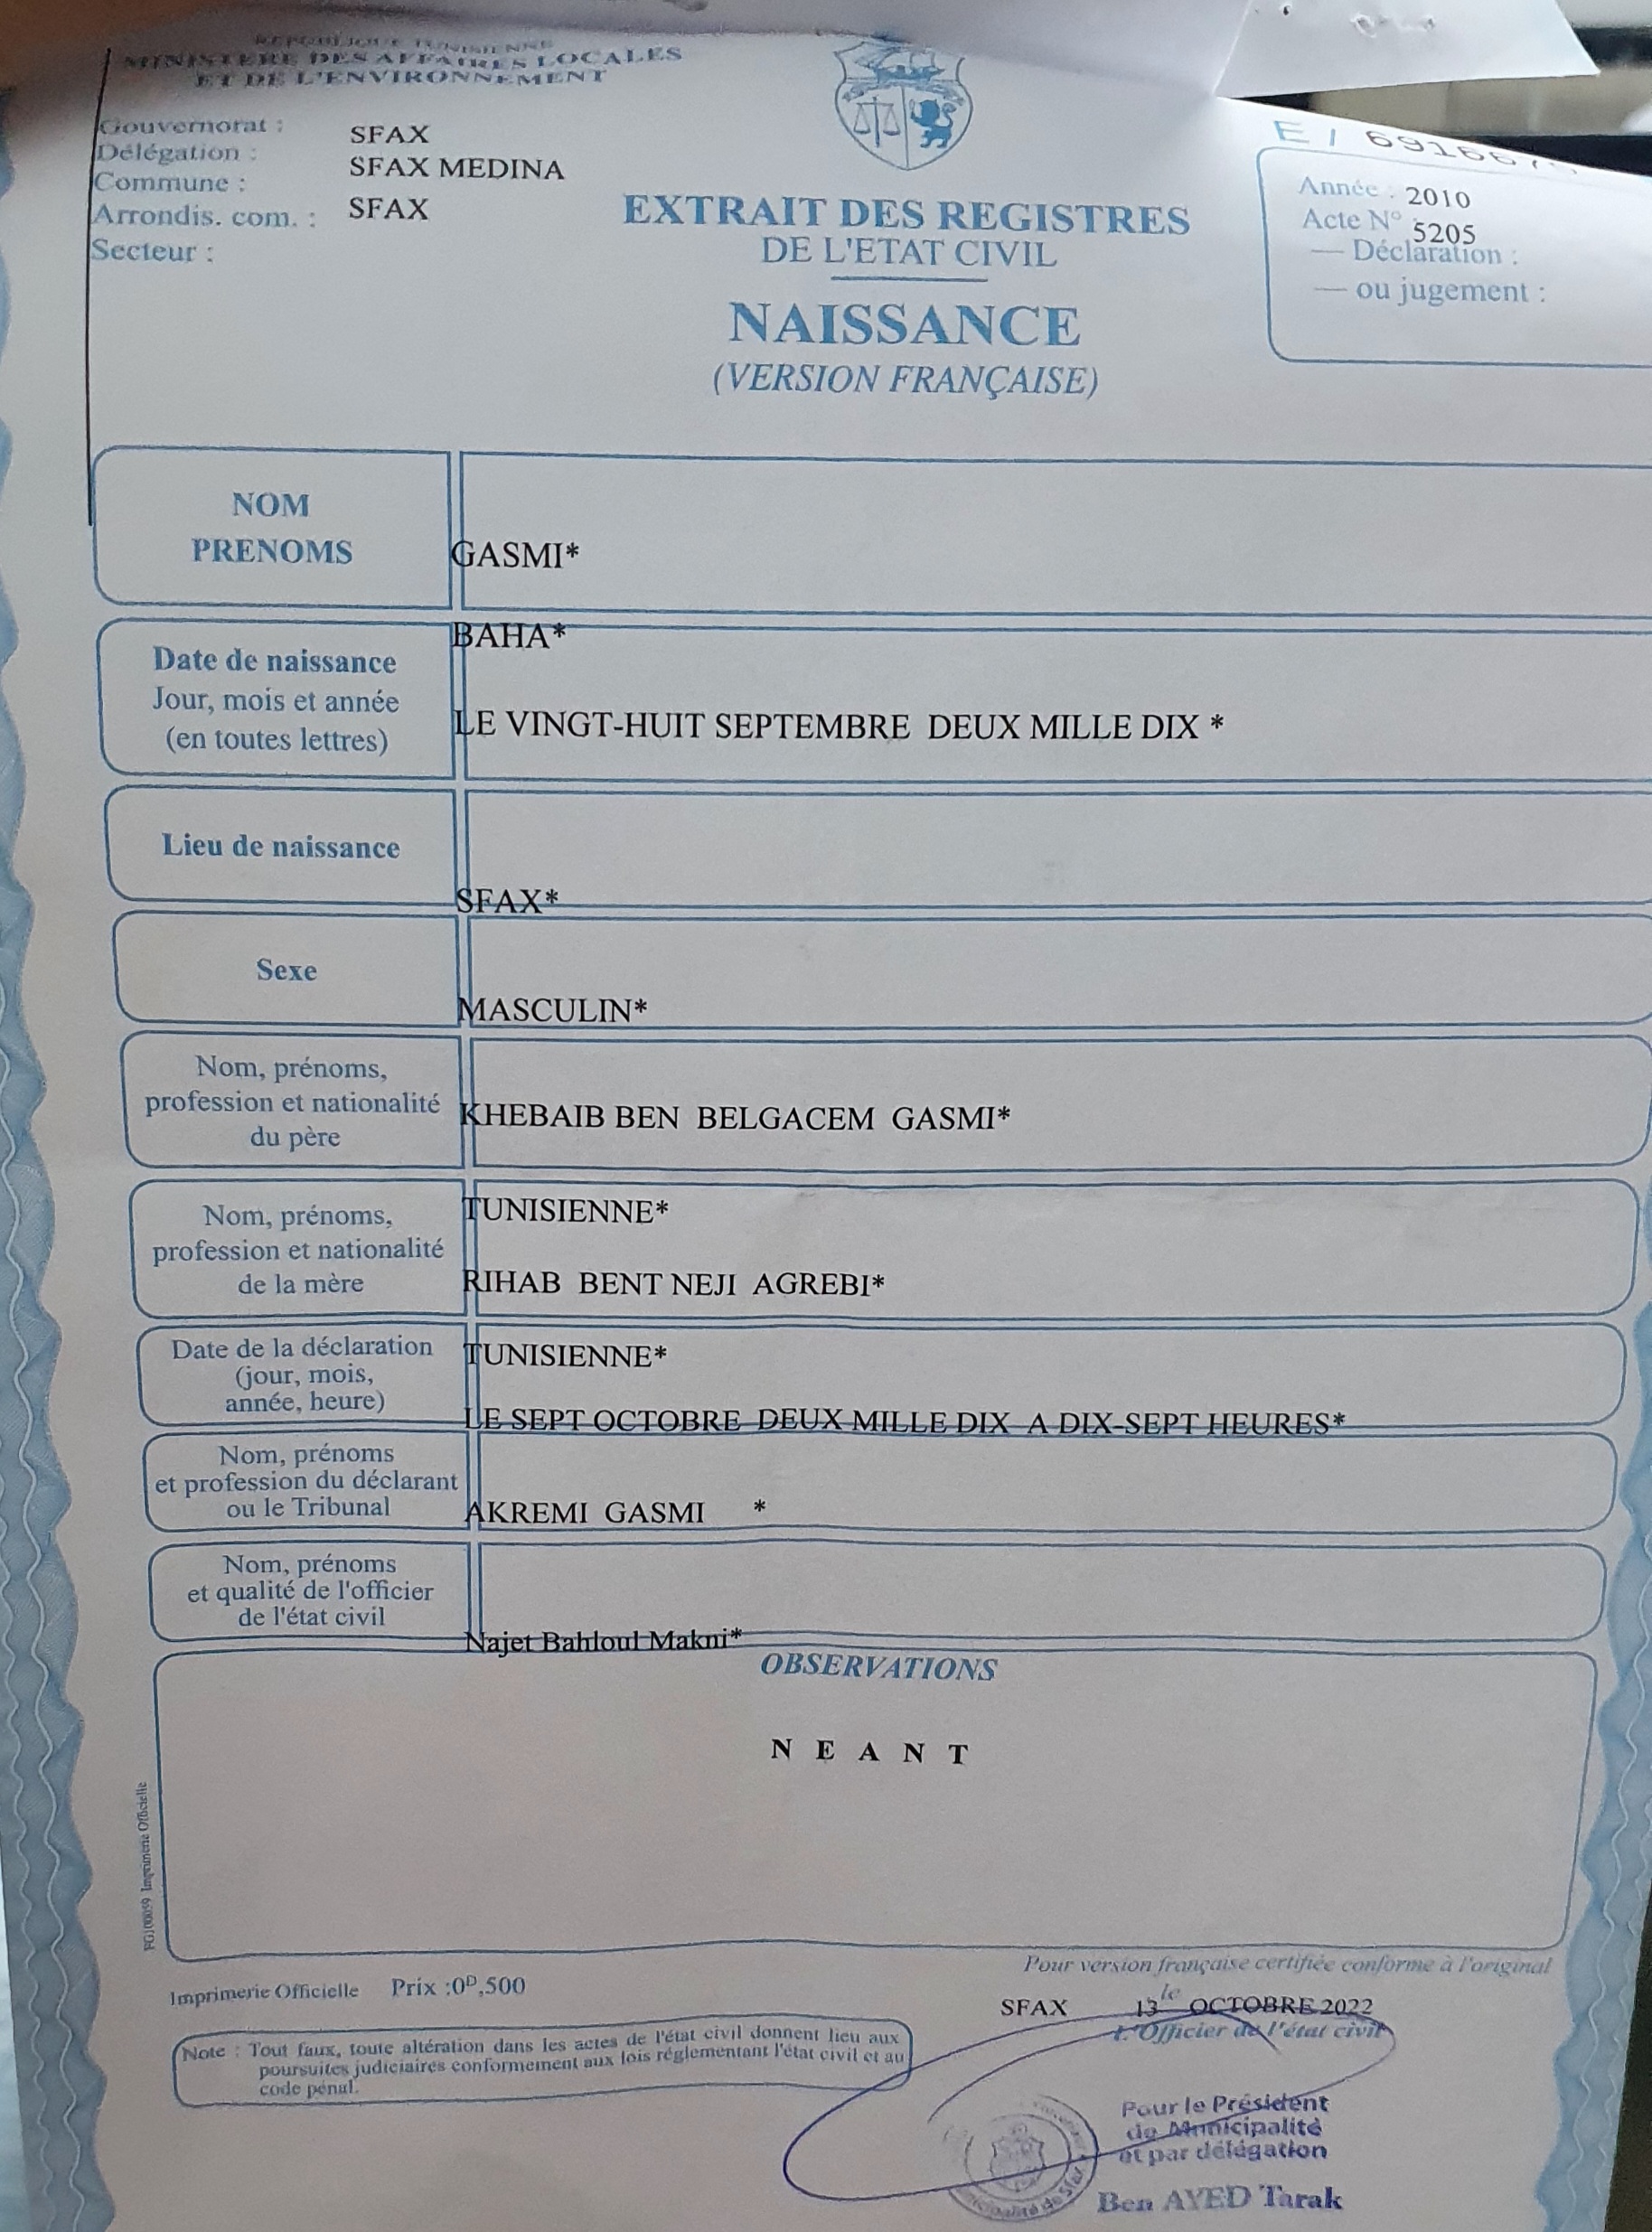 REPUBLIQUE TUNISIENNE
MINISTERE DES AFFAIRES LOCALES
ET DE L'ENVIRONNEMENT
Gouvernorat : SFAX
Délégation : SFAX MEDINA
Commune :
Arrondis. com. : SFAX
Secteur :
EXTRAIT DES REGISTRES
DE L'ETAT CIVIL
NAISSANCE
(VERSION FRANÇAISE)
E /
Année : 2010
Acte N° : 5205
— Déclaration :
— ou jugement :
NOM
PRENOMS
GASMI*
BAHA*
Date de naissance
Jour, mois et année
(en toutes lettres)
LE VINGT-HUIT SEPTEMBRE DEUX MILLE DIX *
Lieu de naissance
SFAX*
Sexe
MASCULIN*
Nom, prénoms,
profession et nationalité
du père
KHEBAIB BEN BELGACEM GASMI*
TUNISIENNE*
Nom, prénoms,
profession et nationalité
de la mère
RIHAB BENT NEJI AGREBI*
TUNISIENNE*
Date de la déclaration
(jour, mois,
année, heure)
LE SEPT OCTOBRE DEUX MILLE DIX A DIX-SEPT HEURES*
Nom, prénoms
et profession du déclarant
ou le Tribunal
AKREMI GASMI *
Nom, prénoms
et qualité de l'officier
de l'état civil
Najet Bahloul Makni*
OBSERVATIONS
N E A N T
FG100059 Imprimerie Officielle
Imprimerie Officielle Prix :0D,500
Pour version française certifiée conforme à l'original
SFAX le 13 OCTOBRE 2022
L'Officier de l'état civil
Note : Tout faux, toute altération dans les actes de l'état civil donnent lieu aux
poursuites judiciaires conformement aux lois réglementant l'état civil et au
code pénal.
Pour le Président
de Municipalité
et par délégation
Ben AYED Tarak